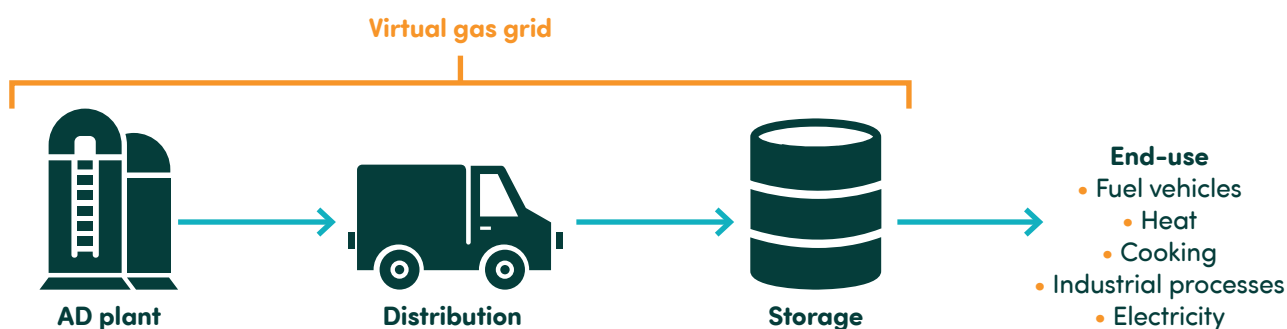 Virtual gas grid
AD plant
Distribution
Storage
End-use
• Fuel vehicles
• Heat
• Cooking
• Industrial processes
• Electricity